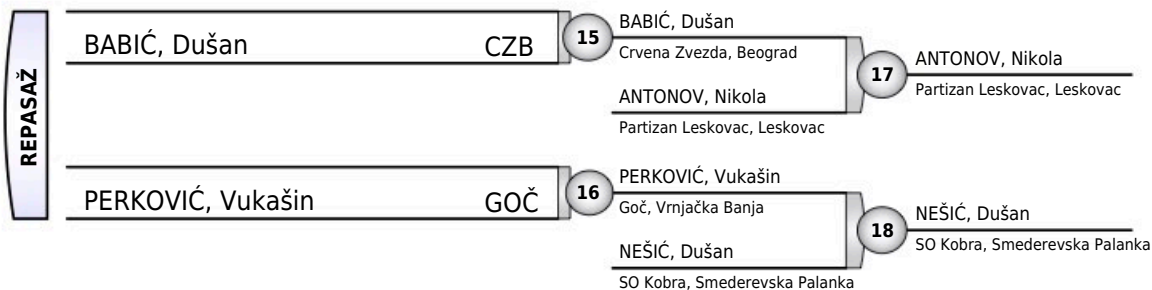 REPASAŽ
BABIĆ, Dušan CZB
15
BABIĆ, Dušan
Crvena Zvezda, Beograd
ANTONOV, Nikola
Partizan Leskovac, Leskovac
17
ANTONOV, Nikola
Partizan Leskovac, Leskovac
PERKOVIĆ, Vukašin GOČ
16
PERKOVIĆ, Vukašin
Goč, Vrnjačka Banja
NEŠIĆ, Dušan
SO Kobra, Smederevska Palanka
18
NEŠIĆ, Dušan
SO Kobra, Smederevska Palanka